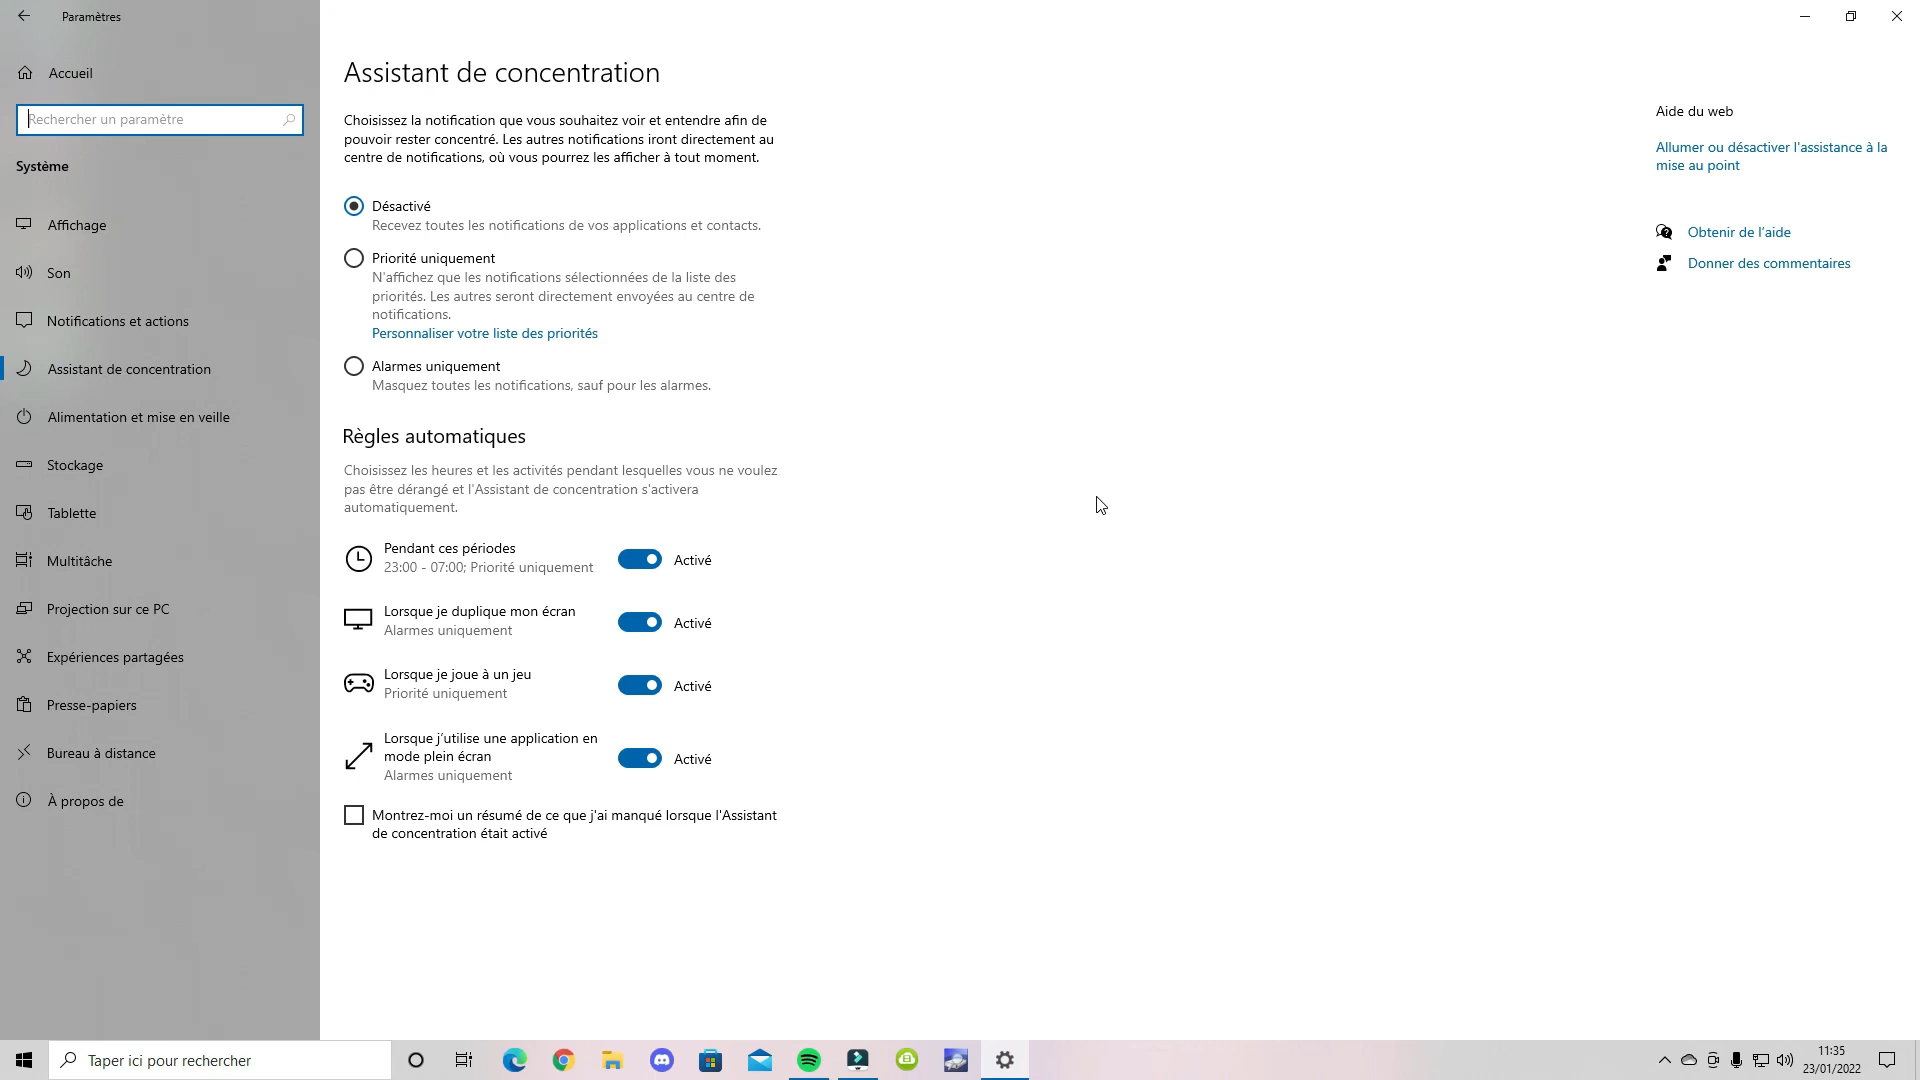 Paramètres
Accueil
Rechercher un paramètre
Système
Affichage
Son
Notifications et actions
Assistant de concentration
Alimentation et mise en veille
Stockage
Tablette
Multitâche
Projection sur ce PC
Expériences partagées
Presse-papiers
Bureau à distance
À propos de
Assistant de concentration
Choisissez la notification que vous souhaitez voir et entendre afin de
pouvoir rester concentré. Les autres notifications iront directement au
centre de notifications, où vous pourrez les afficher à tout moment.
Désactivé
Recevez toutes les notifications de vos applications et contacts.
Priorité uniquement
N'affichez que les notifications sélectionnées de la liste des
priorités. Les autres seront directement envoyées au centre de
notifications.
Personnaliser votre liste des priorités
Alarmes uniquement
Masquez toutes les notifications, sauf pour les alarmes.
Règles automatiques
Choisissez les heures et les activités pendant lesquelles vous ne voulez
pas être dérangé et l'Assistant de concentration s'activera
automatiquement.
Pendant ces périodes
23:00 - 07:00; Priorité uniquement
Activé
Lorsque je duplique mon écran
Alarmes uniquement
Activé
Lorsque je joue à un jeu
Priorité uniquement
Activé
Lorsque j'utilise une application en
mode plein écran
Alarmes uniquement
Activé
Montrez-moi un résumé de ce que j'ai manqué lorsque l'Assistant
de concentration était activé
Aide du web
Allumer ou désactiver l'assistance à la
mise au point
Obtenir de l'aide
Donner des commentaires
Taper ici pour rechercher
11:35
23/01/2022